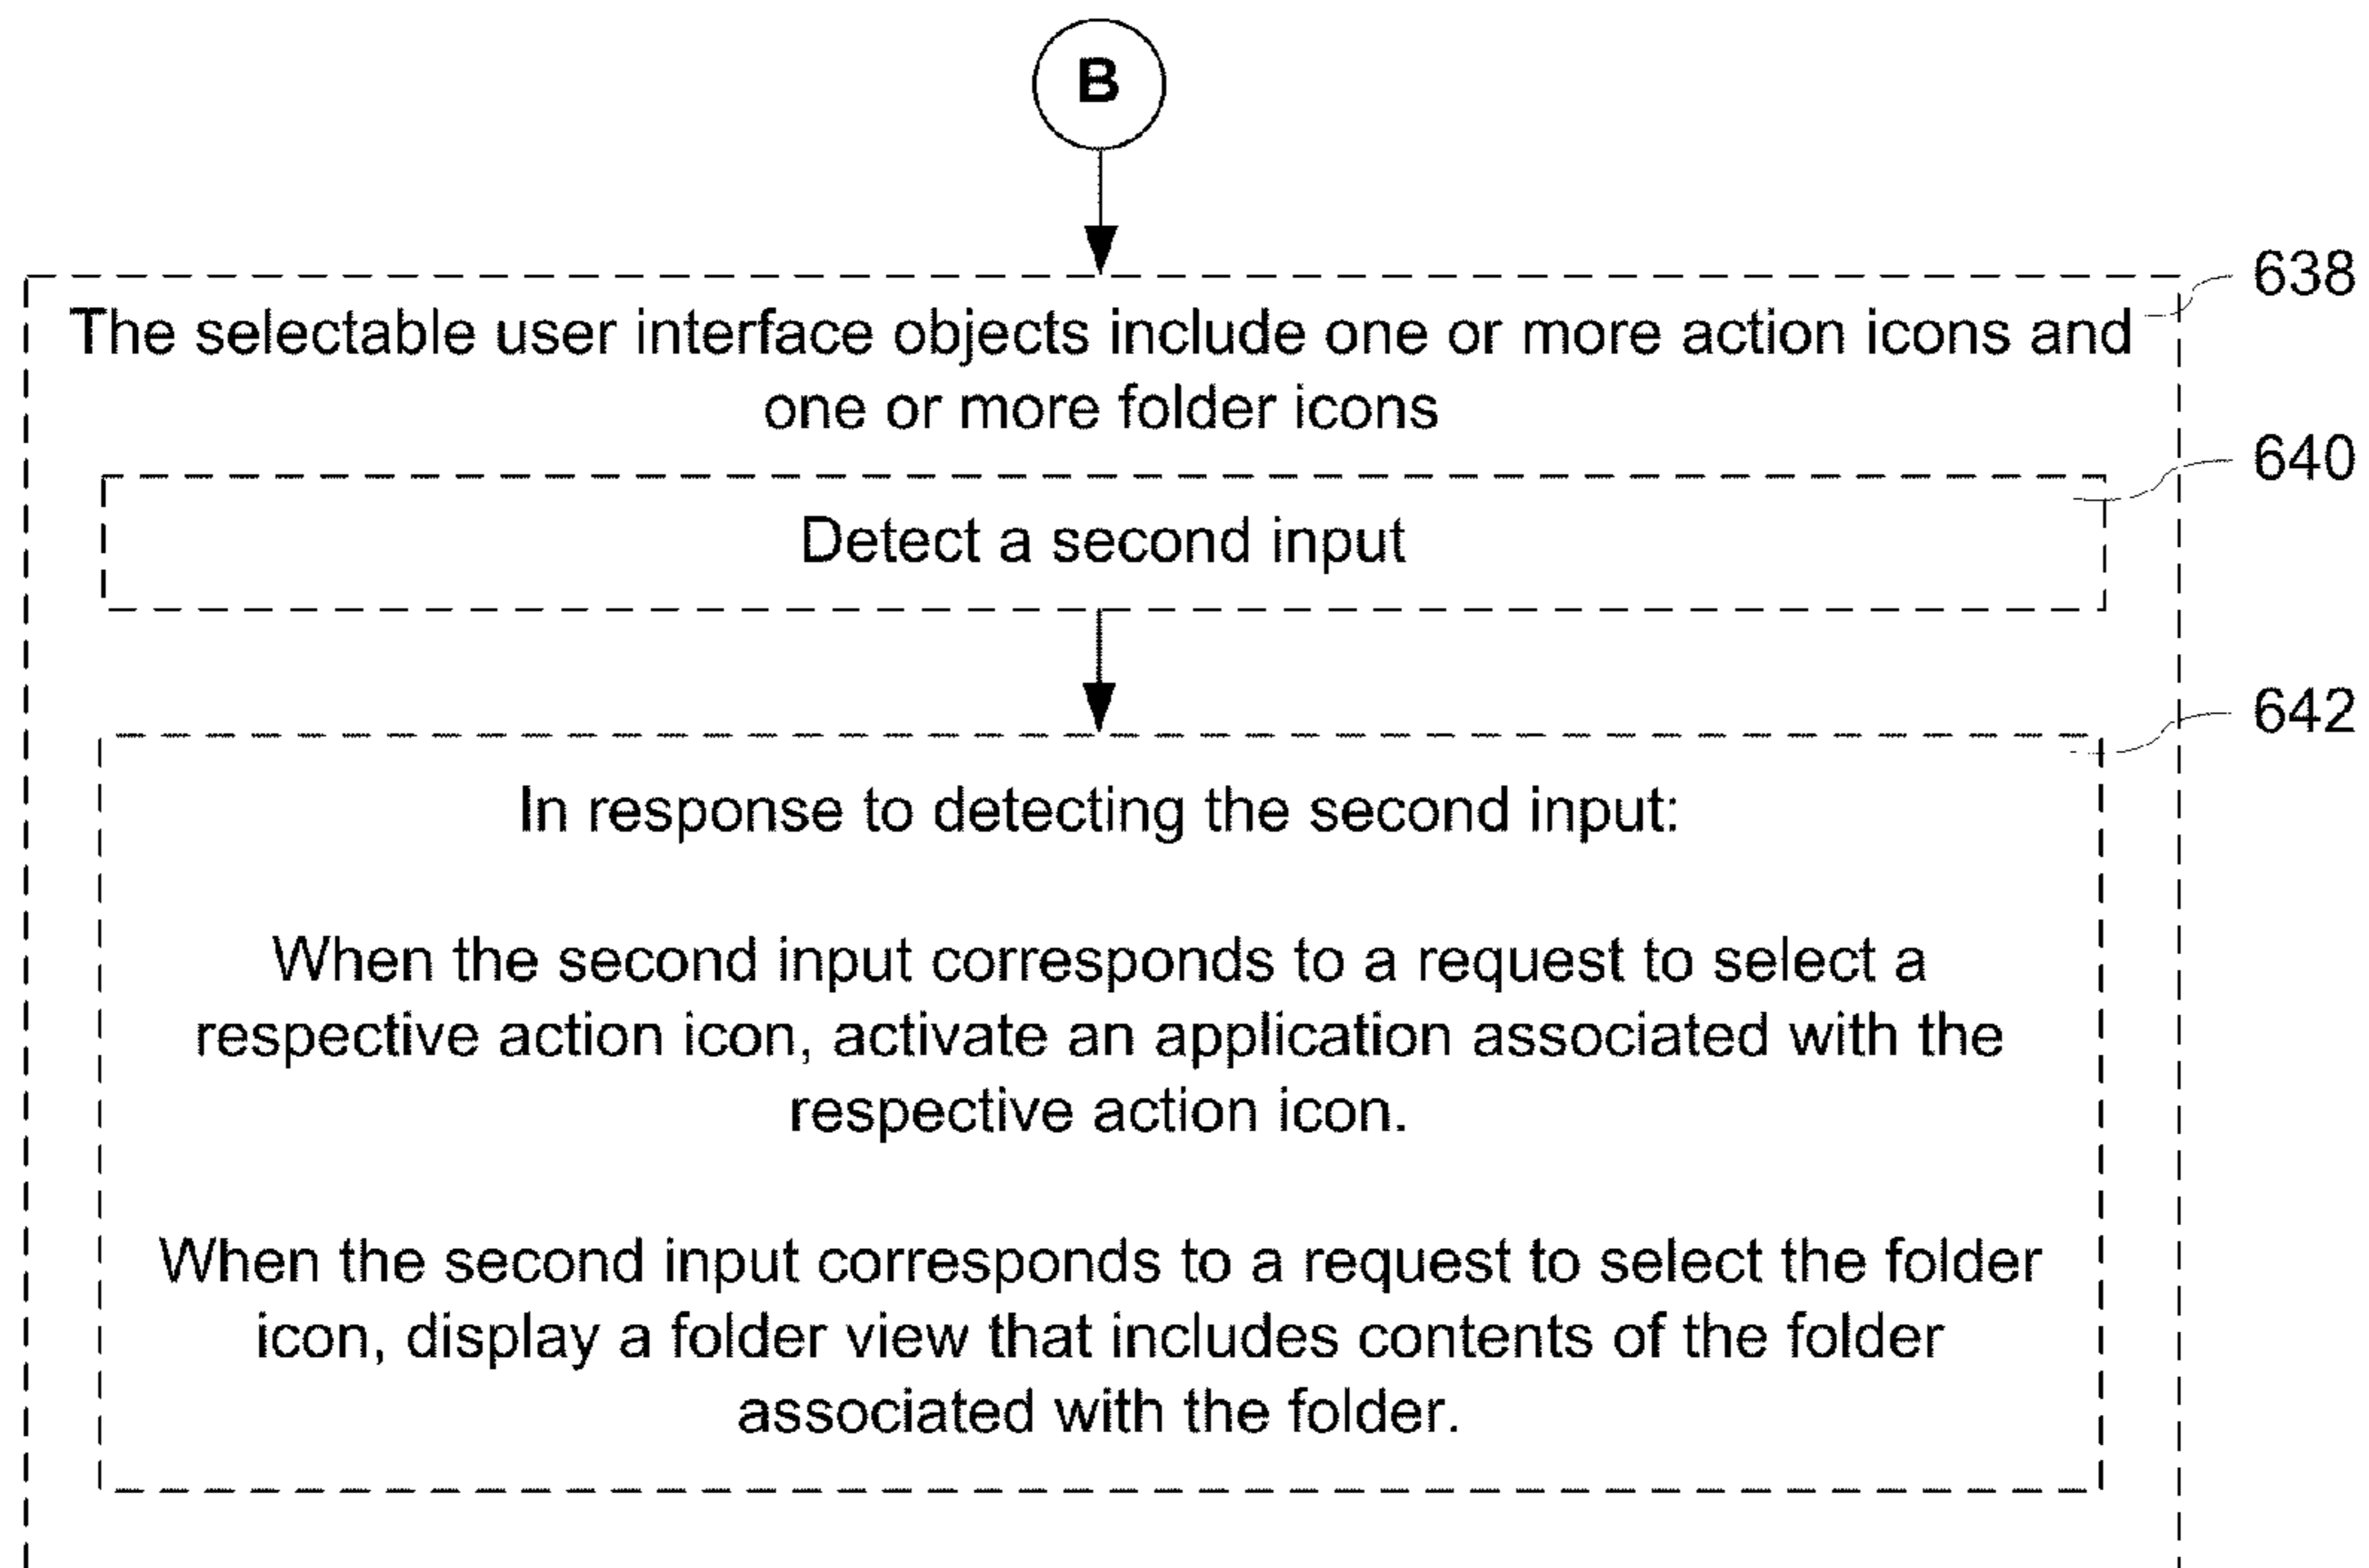 B
638
The selectable user interface objects include one or more action icons and
one or more folder icons
640
Detect a second input
642
In response to detecting the second input:
When the second input corresponds to a request to select a
respective action icon, activate an application associated with the
respective action icon.
When the second input corresponds to a request to select the folder
icon, display a folder view that includes contents of the folder
associated with the folder.